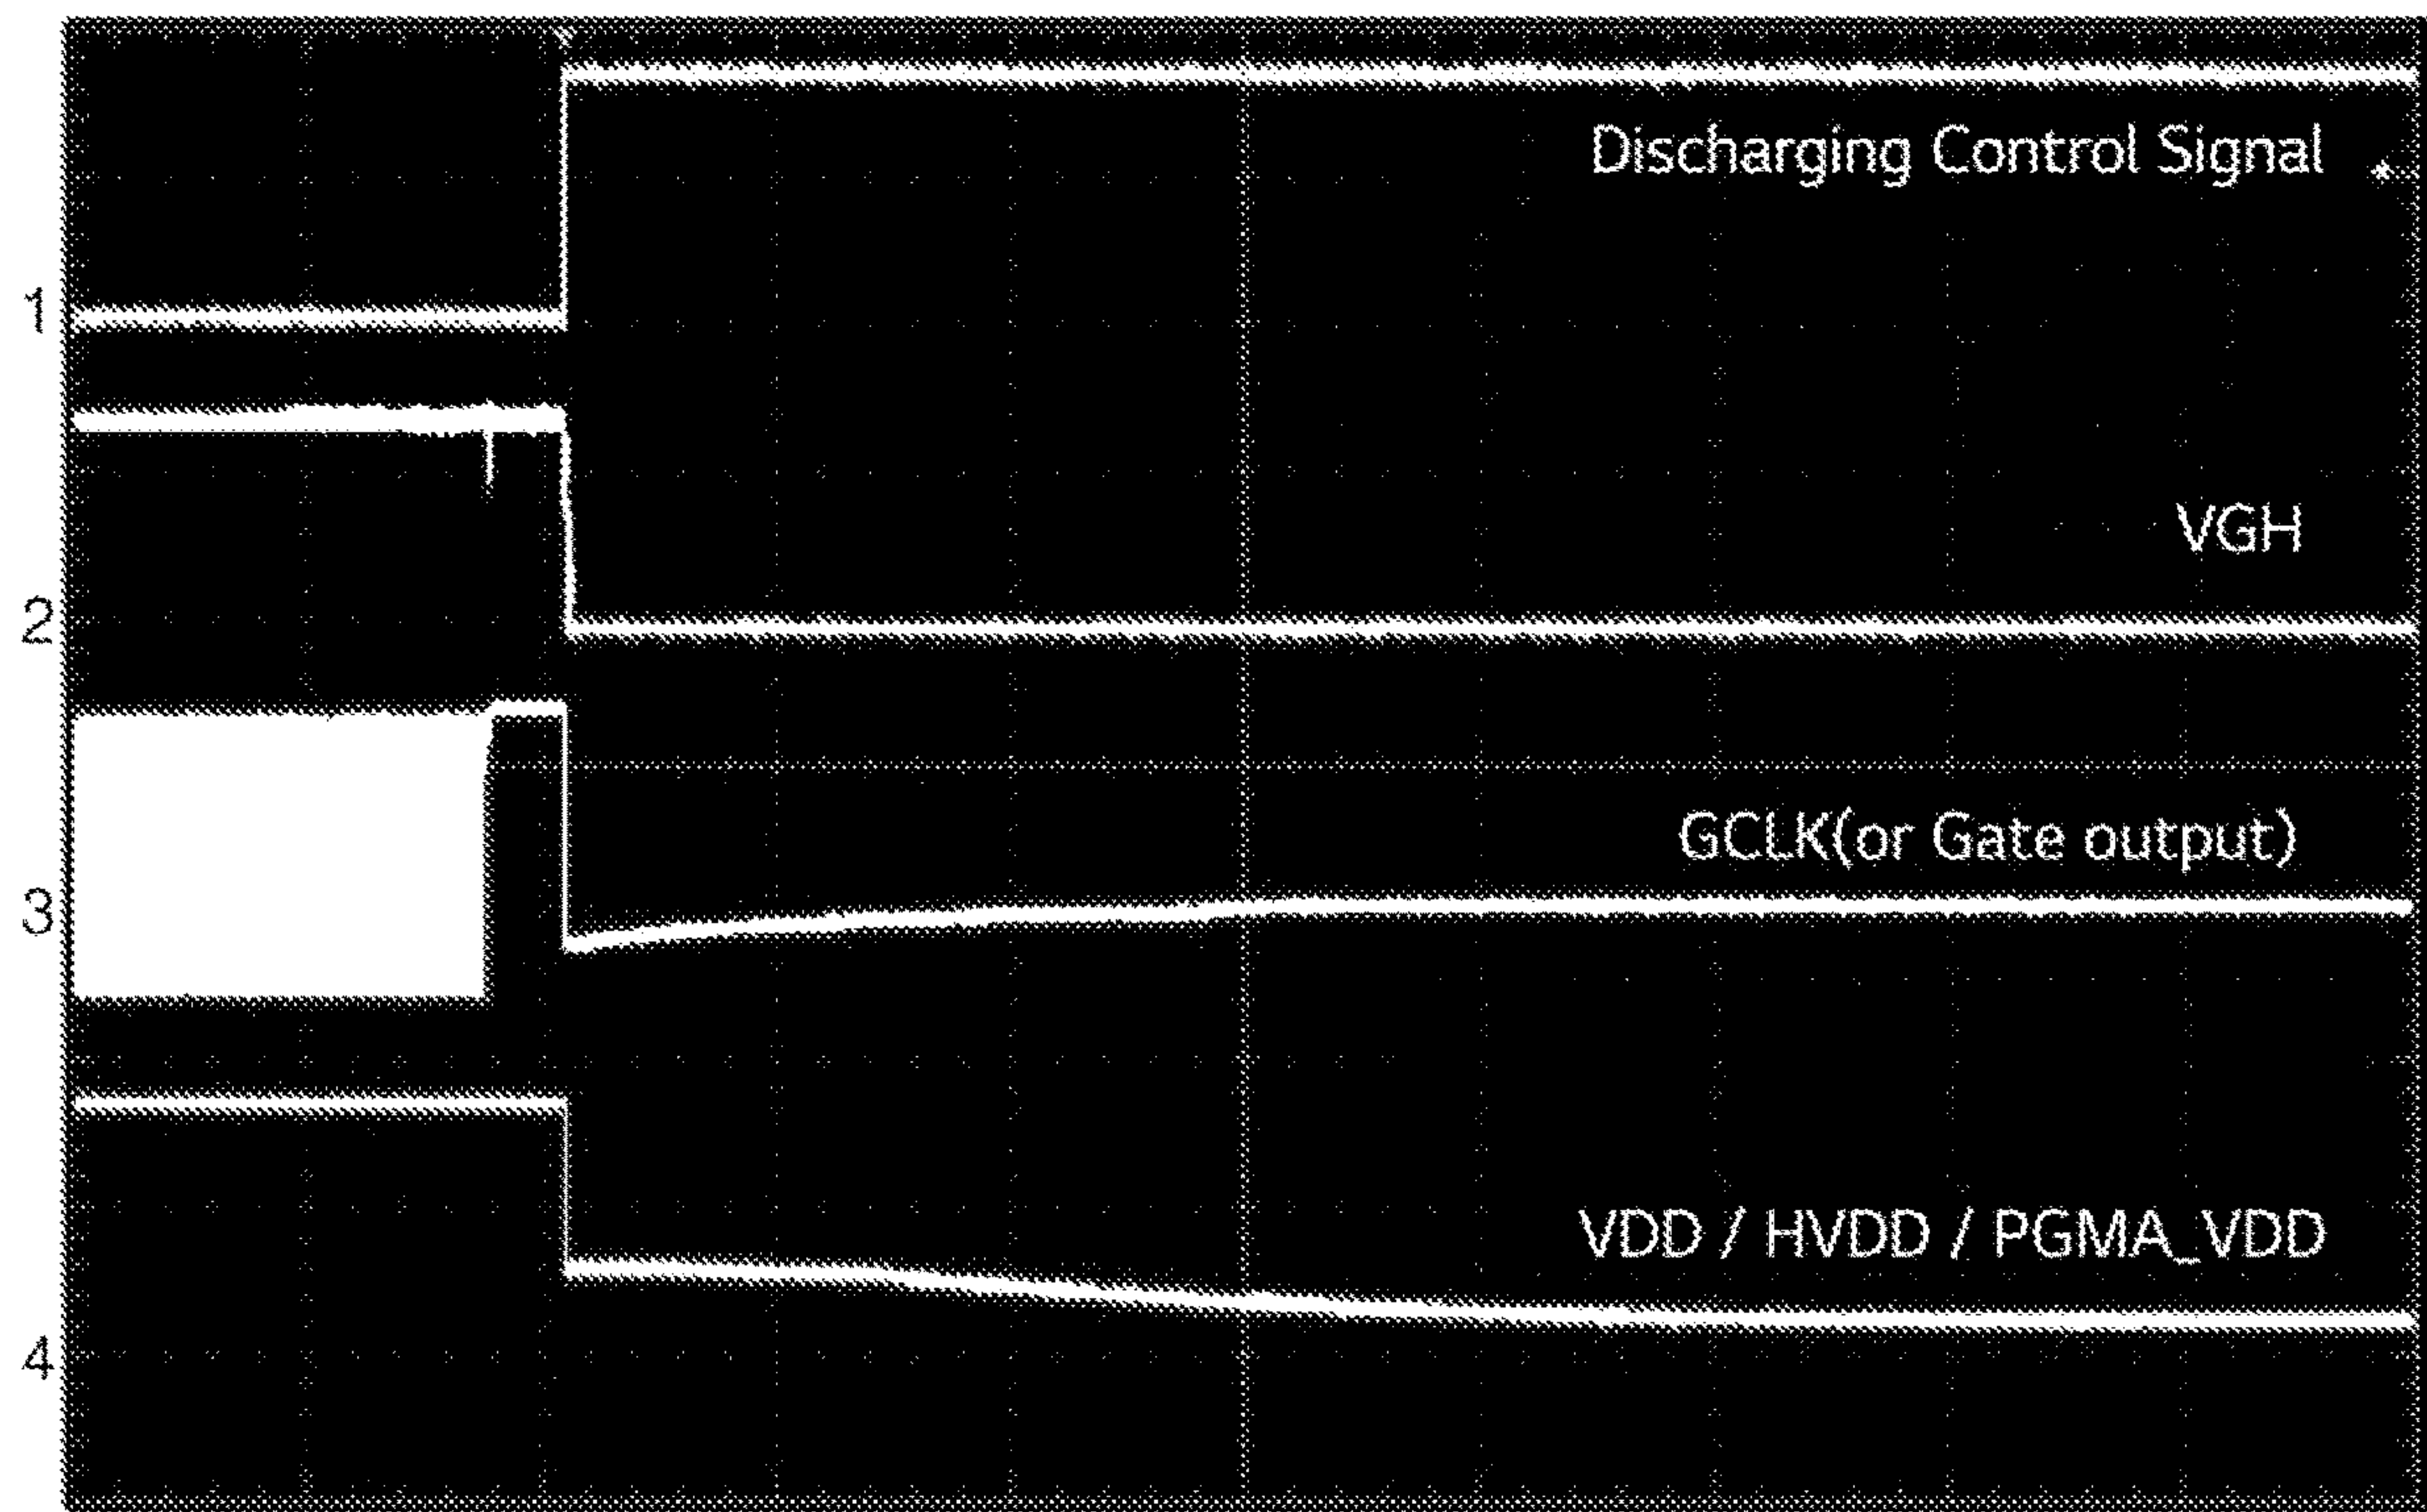 Discharging Control Signal
1
VGH
2
GCLK(or Gate output)
3
VDD / HVDD / PGMA_VDD
4